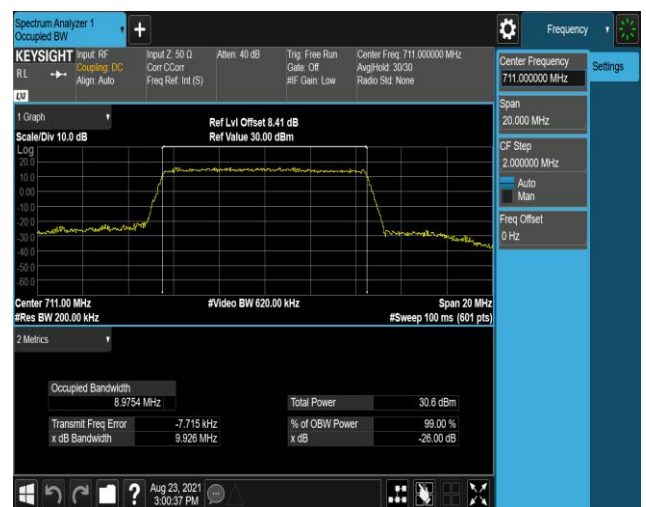 Spectrum Analyzer 1
Occupied BW
Frequency
KEYSIGHT
RL
LXI
Input: RF
Coupling: DC
Align: Auto
Input Z: 50 Ω
Corr CCorr
Freq Ref: Int (S)
Atten: 40 dB
Trig: Free Run
Gate: Off
#IF Gain: Low
Center Freq: 711.000000 MHz
Avg|Hold: 30/30
Radio Std: None
Center Frequency
711.000000 MHz
Settings
Span
20.000 MHz
CF Step
2.000000 MHz
Auto
Man
Freq Offset
0 Hz
1 Graph
Scale/Div 10.0 dB
Ref Lvl Offset 8.41 dB
Ref Value 30.00 dBm
Log
20.0
10.0
0.00
-10.0
-20.0
-30.0
-40.0
-50.0
-60.0
Center 711.00 MHz
#Video BW 620.00 kHz
Span 20 MHz
#Res BW 200.00 kHz
#Sweep 100 ms (601 pts)
2 Metrics
Occupied Bandwidth
8.9754 MHz
Total Power 30.6 dBm
Transmit Freq Error -7.715 kHz
% of OBW Power 99.00 %
x dB Bandwidth 9.926 MHz
x dB -26.00 dB
Aug 23, 2021
3:00:37 PM